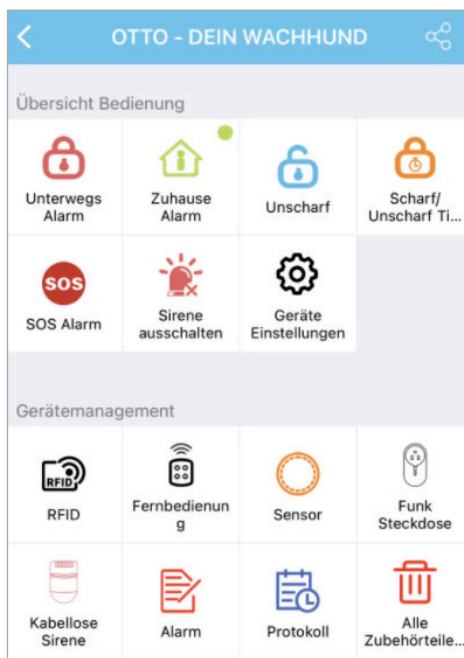 OTTO - DEIN WACHHUND
Übersicht Bedienung
Unterwegs
Alarm
Zuhause
Alarm
Unscharf
Scharf/
Unscharf Ti...
SOS
SOS Alarm
Sirene
ausschalten
Geräte
Einstellungen
Gerätemanagement
RFID
RFID
Fernbedienun
g
Sensor
Funk
Steckdose
Kabellose
Sirene
Alarm
Protokoll
Alle
Zubehörteile...